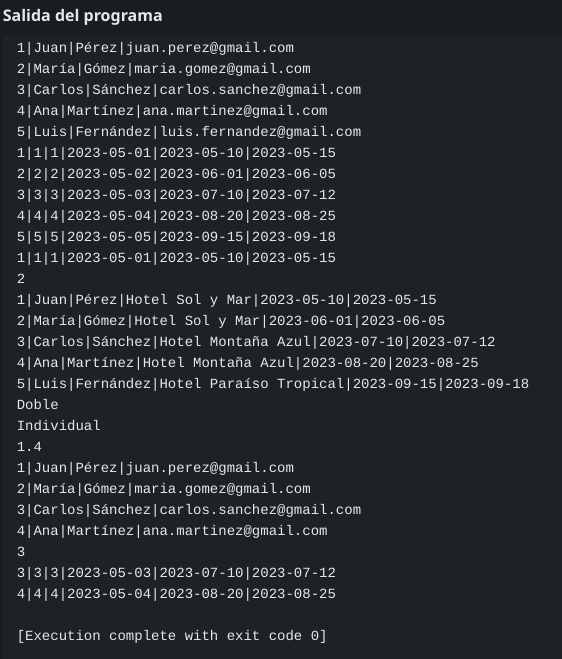 Salida del programa
1|Juan|Pérez|juan.perez@gmail.com
2|María|Gómez|maria.gomez@gmail.com
3|Carlos|Sánchez|carlos.sanchez@gmail.com
4|Ana|Martínez|ana.martinez@gmail.com
5|Luis|Fernández|luis.fernandez@gmail.com
1|1|1|2023-05-01|2023-05-10|2023-05-15
2|2|2|2023-05-02|2023-06-01|2023-06-05
3|3|3|2023-05-03|2023-07-10|2023-07-12
4|4|4|2023-05-04|2023-08-20|2023-08-25
5|5|5|2023-05-05|2023-09-15|2023-09-18
1|1|1|2023-05-01|2023-05-10|2023-05-15
2
1|Juan|Pérez|Hotel Sol y Mar|2023-05-10|2023-05-15
2|María|Gómez|Hotel Sol y Mar|2023-06-01|2023-06-05
3|Carlos|Sánchez|Hotel Montaña Azul|2023-07-10|2023-07-12
4|Ana|Martínez|Hotel Montaña Azul|2023-08-20|2023-08-25
5|Luis|Fernández|Hotel Paraíso Tropical|2023-09-15|2023-09-18
Doble
Individual
1.4
1|Juan|Pérez|juan.perez@gmail.com
2|María|Gómez|maria.gomez@gmail.com
3|Carlos|Sánchez|carlos.sanchez@gmail.com
4|Ana|Martínez|ana.martinez@gmail.com
3
3|3|3|2023-05-03|2023-07-10|2023-07-12
4|4|4|2023-05-04|2023-08-20|2023-08-25
[Execution complete with exit code 0]